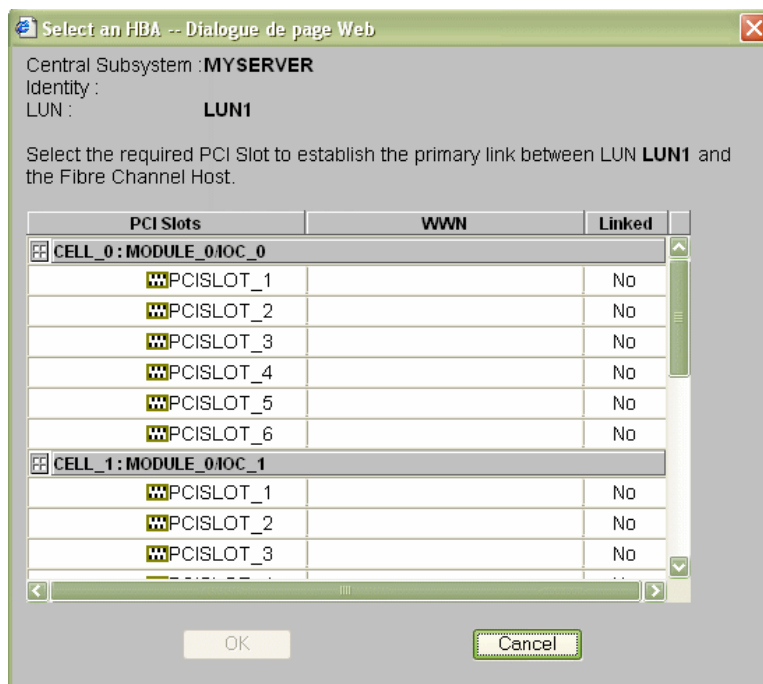 Select an HBA -- Dialogue de page Web
Central Subsystem : MYSERVER
Identity :
LUN : LUN1
Select the required PCI Slot to establish the primary link between LUN LUN1 and
the Fibre Channel Host.
PCI Slots WWN Linked
CELL_0 : MODULE_0/IOC_0
PCISLOT_1 No
PCISLOT_2 No
PCISLOT_3 No
PCISLOT_4 No
PCISLOT_5 No
PCISLOT_6 No
CELL_1 : MODULE_0/IOC_1
PCISLOT_1 No
PCISLOT_2 No
PCISLOT_3 No
OK Cancel